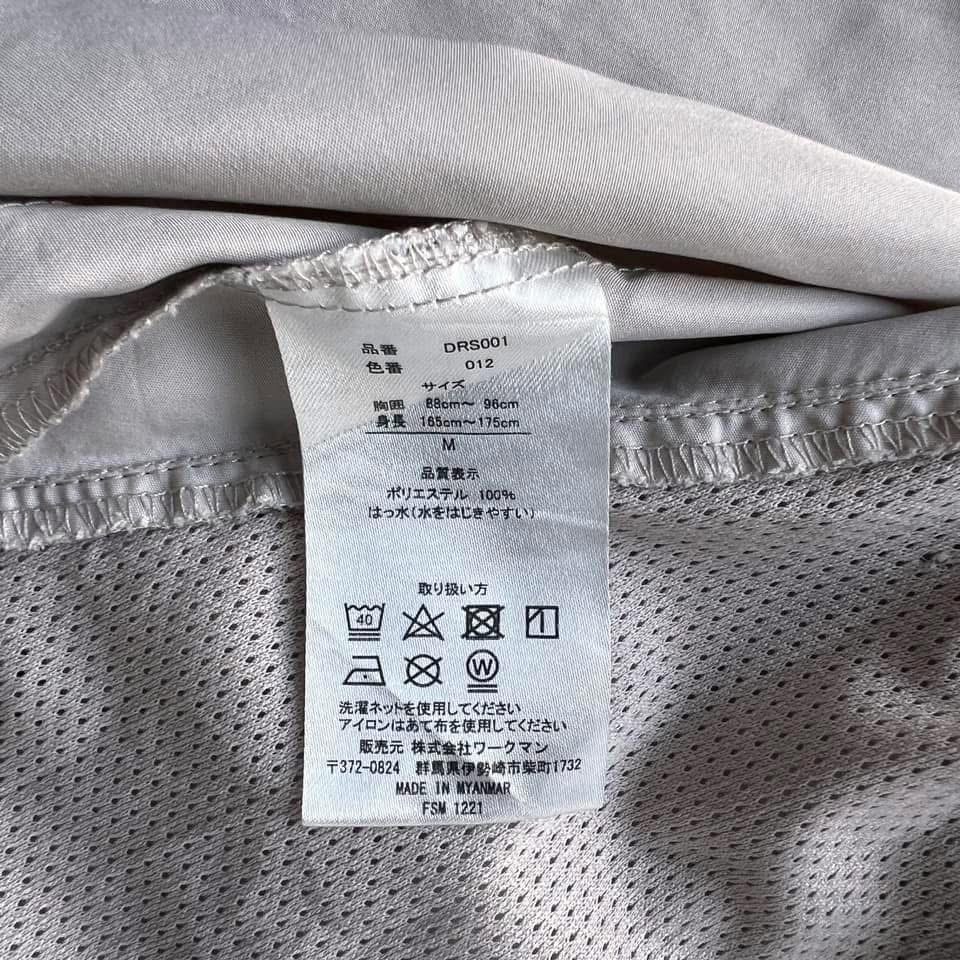 品番 DRS001
色番 012
サイズ
胸囲 88cm～ 96cm
身長 165cm～175cm
M
品質表示
ポリエステル 100%
はっ水(水をはじきやすい)
取り扱い方
40
W
洗濯ネットを使用してください
アイロンはあて布を使用してください
販売元 株式会社ワークマン
〒372-0824 群馬県伊勢崎市柴町1732
MADE IN MYANMAR
FSM 1221